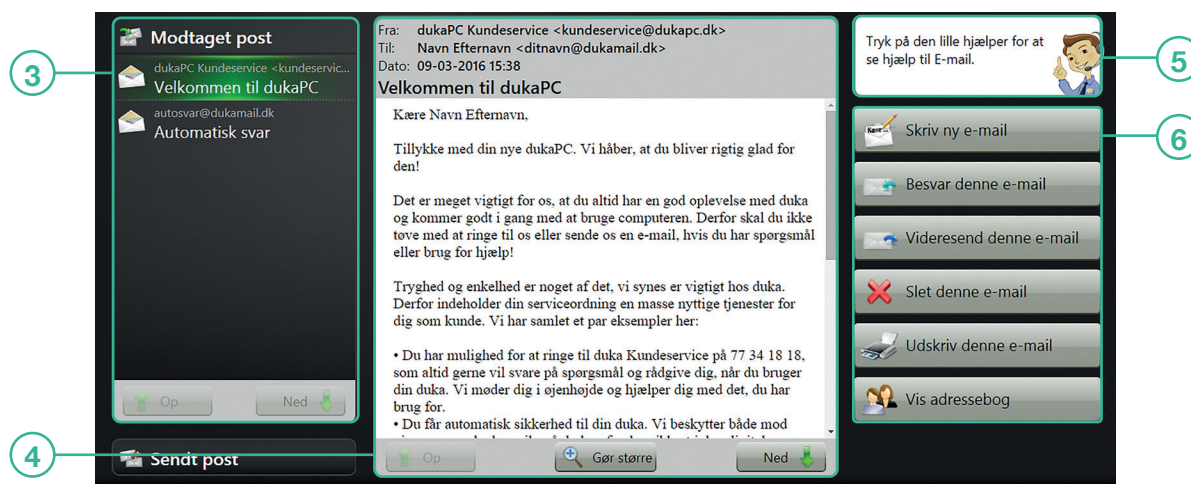 3
Modtaget post
dukaPC Kundeservice <kundeservic...
Velkommen til dukaPC
autosvar@dukamail.dk
Automatisk svar
Op
Ned
Sendt post
4
Fra: dukaPC Kundeservice <kundeservice@dukapc.dk>
Til: Navn Efternavn <ditnavn@dukamail.dk>
Dato: 09-03-2016 15:38
Velkommen til dukaPC
Kære Navn Efternavn,
Tillykke med din nye dukaPC. Vi håber, at du bliver rigtig glad for
den!
Det er meget vigtigt for os, at du altid har en god oplevelse med duka
og kommer godt i gang med at bruge computeren. Derfor skal du ikke
tøve med at ringe til os eller sende os en e-mail, hvis du har spørgsmål
eller brug for hjælp!
Tryghed og enkelhed er noget af det, vi synes er vigtigt hos duka.
Derfor indeholder din serviceordning en masse nyttige tjenester for
dig som kunde. Vi har samlet et par eksempler her:
• Du har mulighed for at ringe til duka Kundeservice på 77 34 18 18,
som altid gerne vil svare på spørgsmål og rådgive dig, når du bruger
din duka. Vi møder dig i øjenhøjde og hjælper dig med det, du har
brug for.
• Du får automatisk sikkerhed til din duka. Vi beskytter både mod
Op
Gør større
Ned
Tryk på den lille hjælper for at
se hjælp til E-mail.
5
Kære...
Skriv ny e-mail
6
Besvar denne e-mail
Videresend denne e-mail
Slet denne e-mail
Udskriv denne e-mail
Vis adressebog